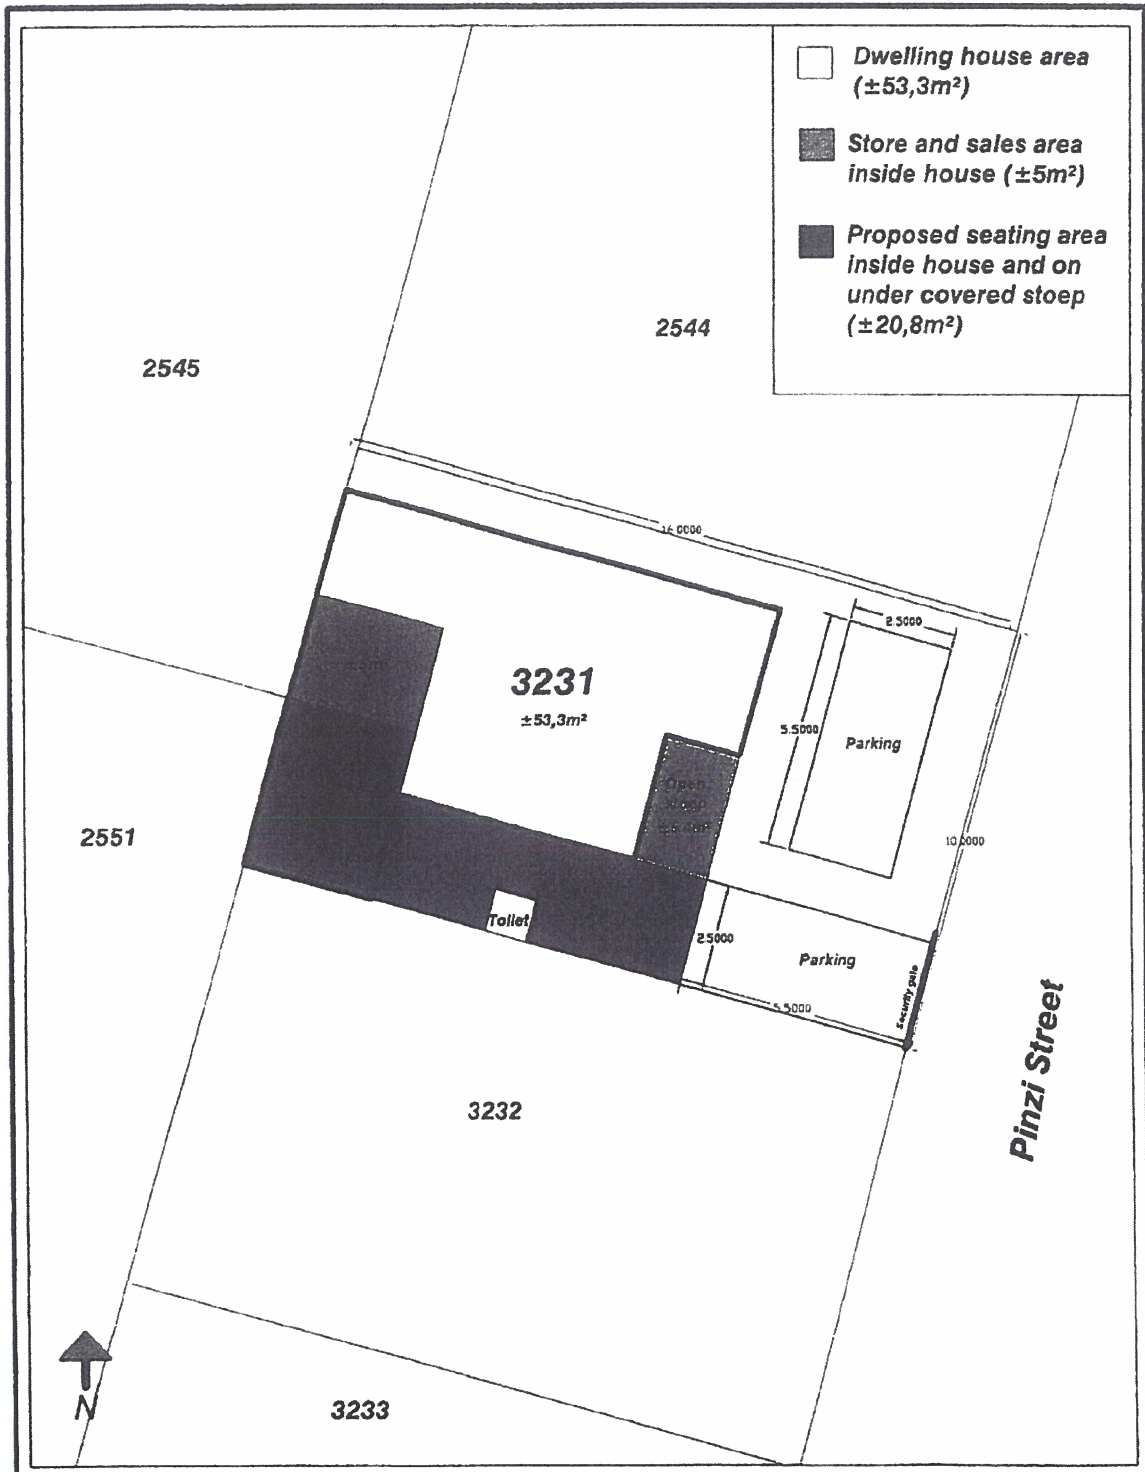 Dwelling house area
(±53,3m²)
Store and sales area
inside house (±5m²)
Proposed seating area
inside house and on
under covered stoep
(±20,8m²)
2544
2545
16.0000
2.5000
3231
±53,3m²
5.5000
Parking
Open
2551
10.0000
Toilet
2.5000
Parking
Security gate
5.5000
Pinzi Street
3232
N
3233